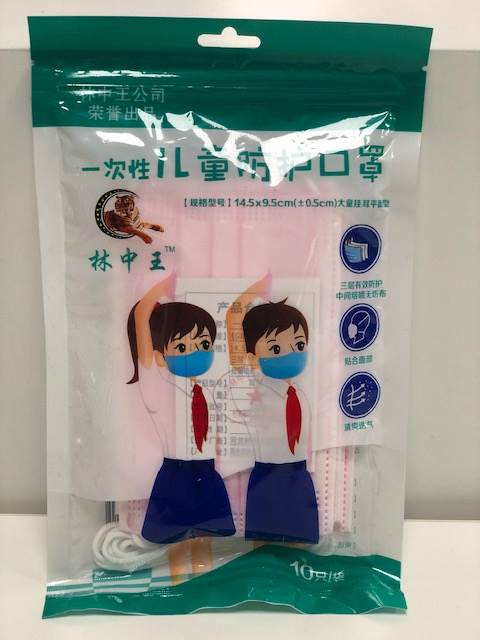 林中王公司
荣誉出品
一次性儿童防护口罩
【规格型号】14.5x9.5cm(±0.5cm)大童挂耳平面型
林中王™
三层有效防护
中间熔喷无纺布
贴合面部
清爽透气
产品合
10只/袋